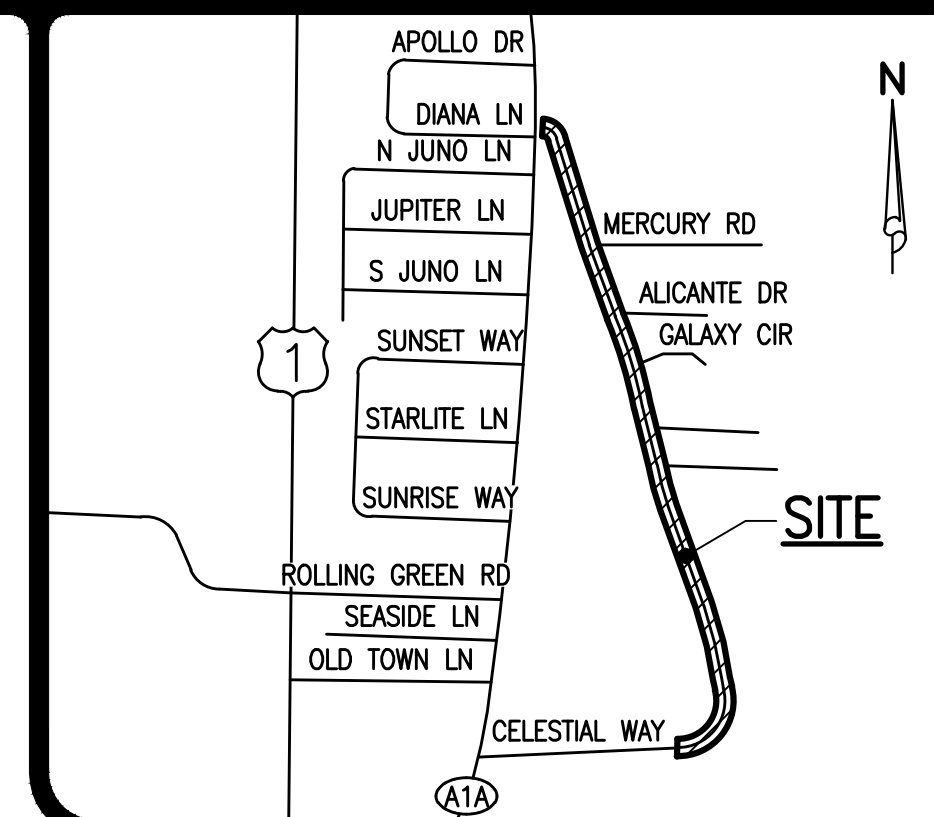 APOLLO DR
N
DIANA LN
N JUNO LN
JUPITER LN
MERCURY RD
S JUNO LN
ALICANTE DR
GALAXY CIR
SUNSET WAY
1
STARLITE LN
SUNRISE WAY
SITE
ROLLING GREEN RD
SEASIDE LN
OLD TOWN LN
CELESTIAL WAY
A1A